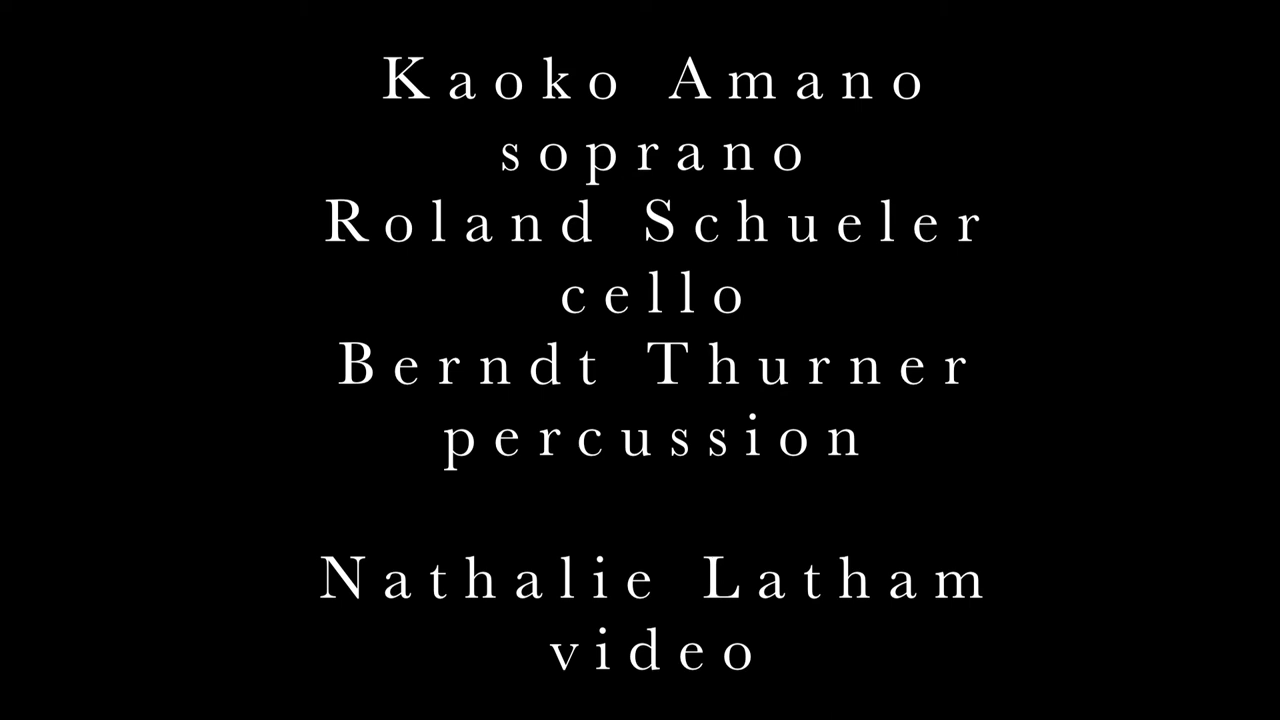 Kaoko Amano
soprano
Roland Schueler
cello
Berndt Thurner
percussion
Nathalie Latham
video